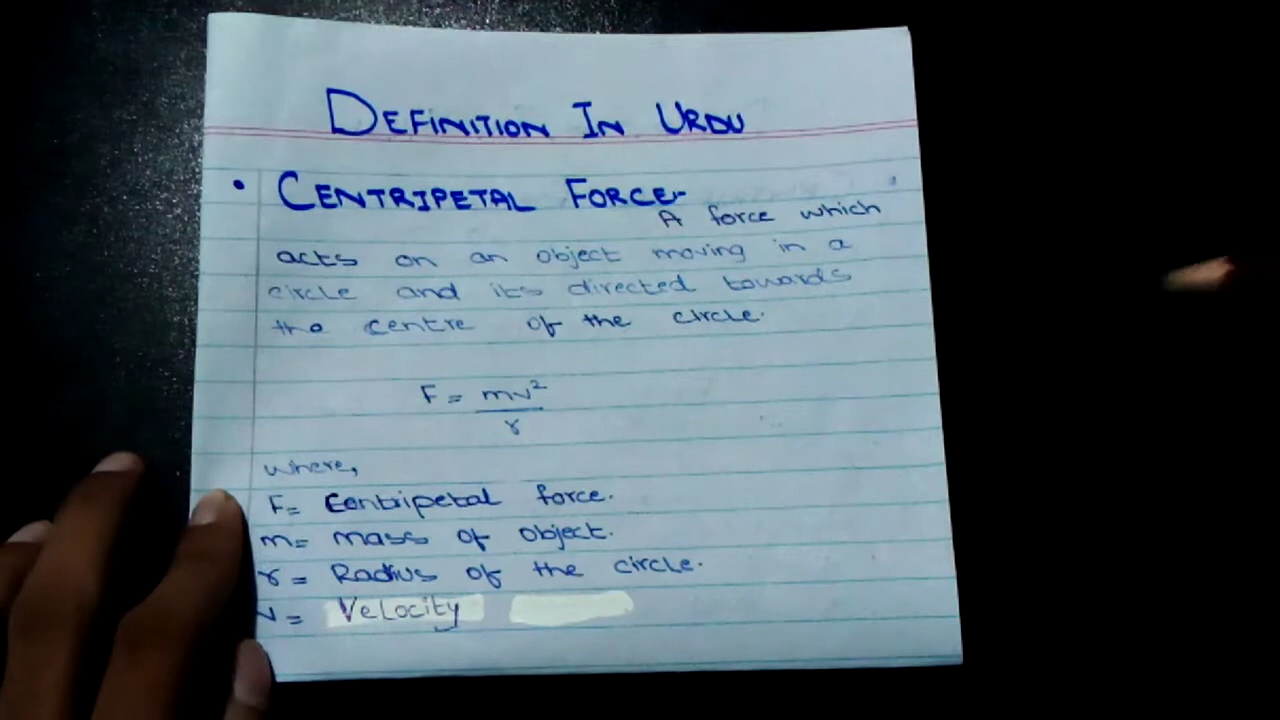 DEFINITION IN URDU
• CENTRIPETAL FORCE:-
A force which
acts on an object moving in a
circle and its directed towards
the centre of the circle.
F = mv²
r
where,
F= Centripetal force.
m= mass of object.
r = Radius of the circle.
v = Velocity